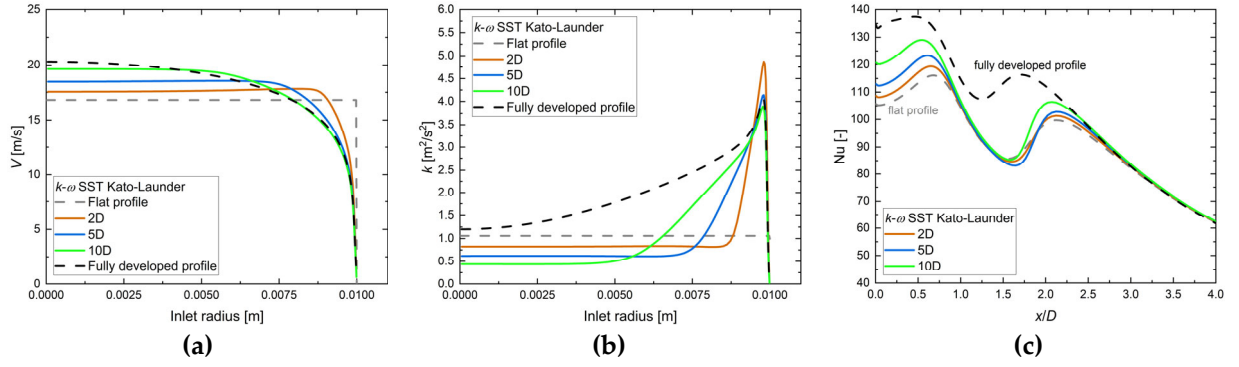 25
20
15
10
5
0
V [m/s]
k-ω SST Kato-Launder
Flat profile
2D
5D
10D
Fully developed profile
0.0000 0.0025 0.0050 0.0075 0.0100
Inlet radius [m]
(a)
6.0
5.5
5.0
4.5
4.0
3.5
3.0
2.5
2.0
1.5
1.0
0.5
0.0
k [m²/s²]
k-ω SST Kato-Launder
Flat profile
2D
5D
10D
Fully developed profile
0.0000 0.0025 0.0050 0.0075 0.0100
Inlet radius [m]
(b)
140
130
120
110
100
90
80
70
60
50
40
Nu [-]
fully developed profile
flat profile
k-ω SST Kato-Launder
2D
5D
10D
0.0 0.5 1.0 1.5 2.0 2.5 3.0 3.5 4.0
x/D
(c)